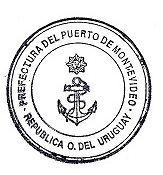 PREFECTURA DEL PUERTO DE MONTEVIDEO
REPUBLICA O. DEL URUGUAY